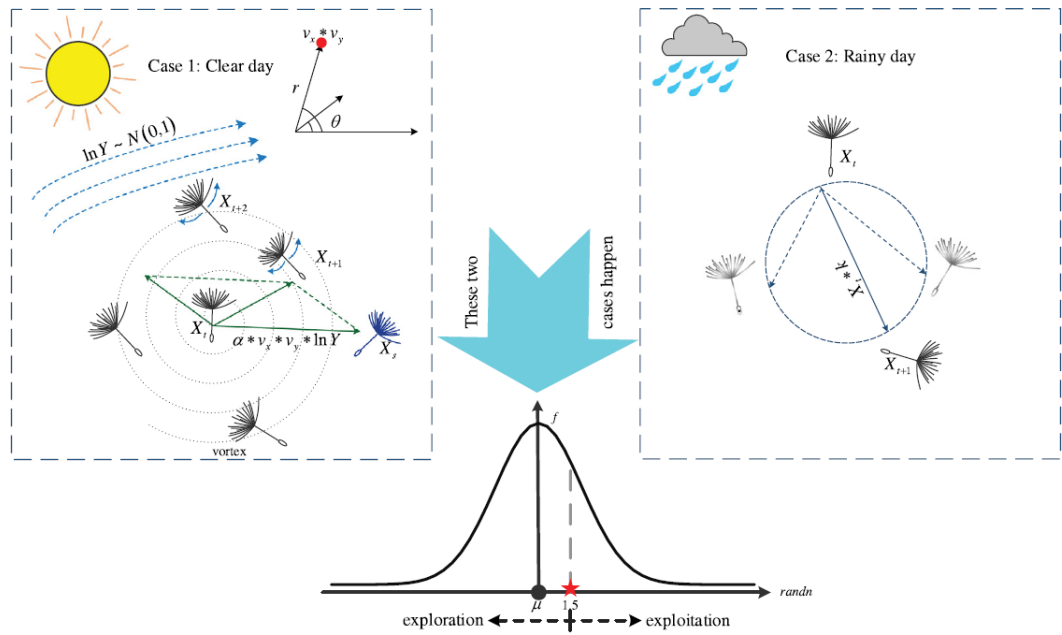 Case 1: Clear day
v_x * v_y
r
θ
ln Y ~ N(0,1)
X_{t+2}
X_{t+1}
X_t
α * v_x * v_y * ln Y
X_s
vortex
These two
cases happen
Case 2: Rainy day
X_t
X_t * k
X_{t+1}
f
μ
1.5
randn
exploration
exploitation